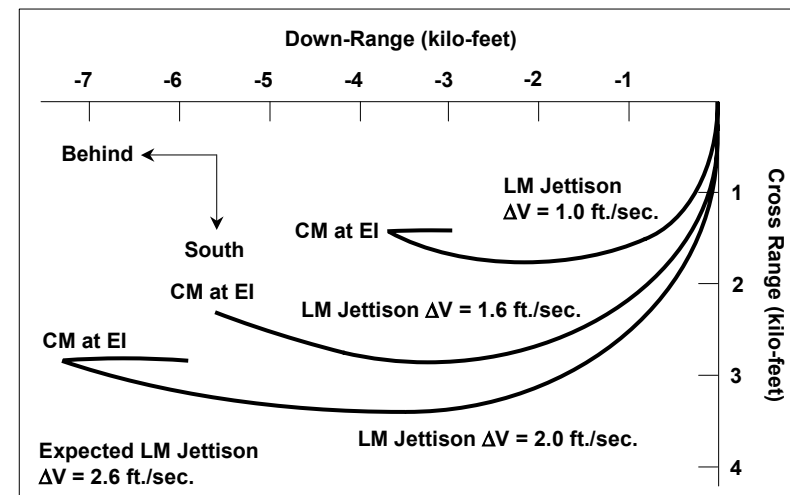 Down-Range (kilo-feet)
-7 -6 -5 -4 -3 -2 -1
Behind
South
LM Jettison
ΔV = 1.0 ft./sec.
CM at EI
CM at EI
LM Jettison ΔV = 1.6 ft./sec.
CM at EI
LM Jettison ΔV = 2.0 ft./sec.
Expected LM Jettison
ΔV = 2.6 ft./sec.
1
2
3
4
Cross Range (kilo-feet)